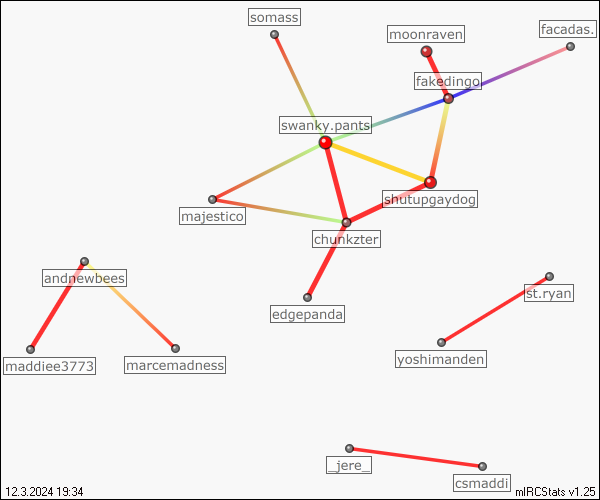 somass
moonraven
facadas.
fakedingo
swanky.pants
shutupgaydog
majestico
chunkzter
andnewbees
edgepanda
st.ryan
maddiee3773
marcemadness
yoshimanden
_jere_
csmaddi
12.3.2024 19:34
mIRCStats v1.25